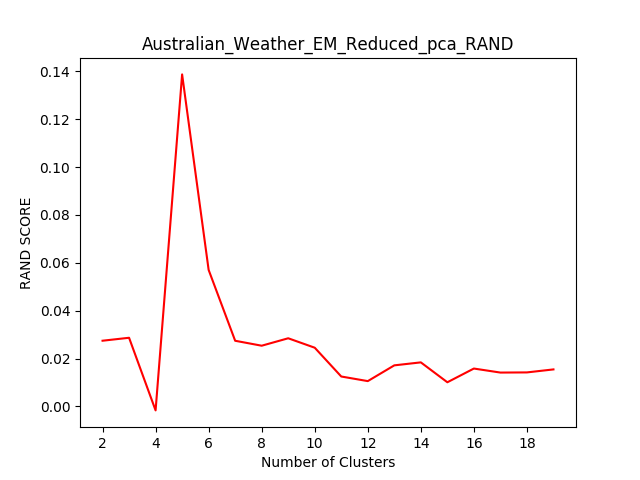 Australian_Weather_EM_Reduced_pca_RAND
0.14
0.12
0.10
0.08
0.06
0.04
0.02
0.00
RAND SCORE
2 4 6 8 10 12 14 16 18
Number of Clusters